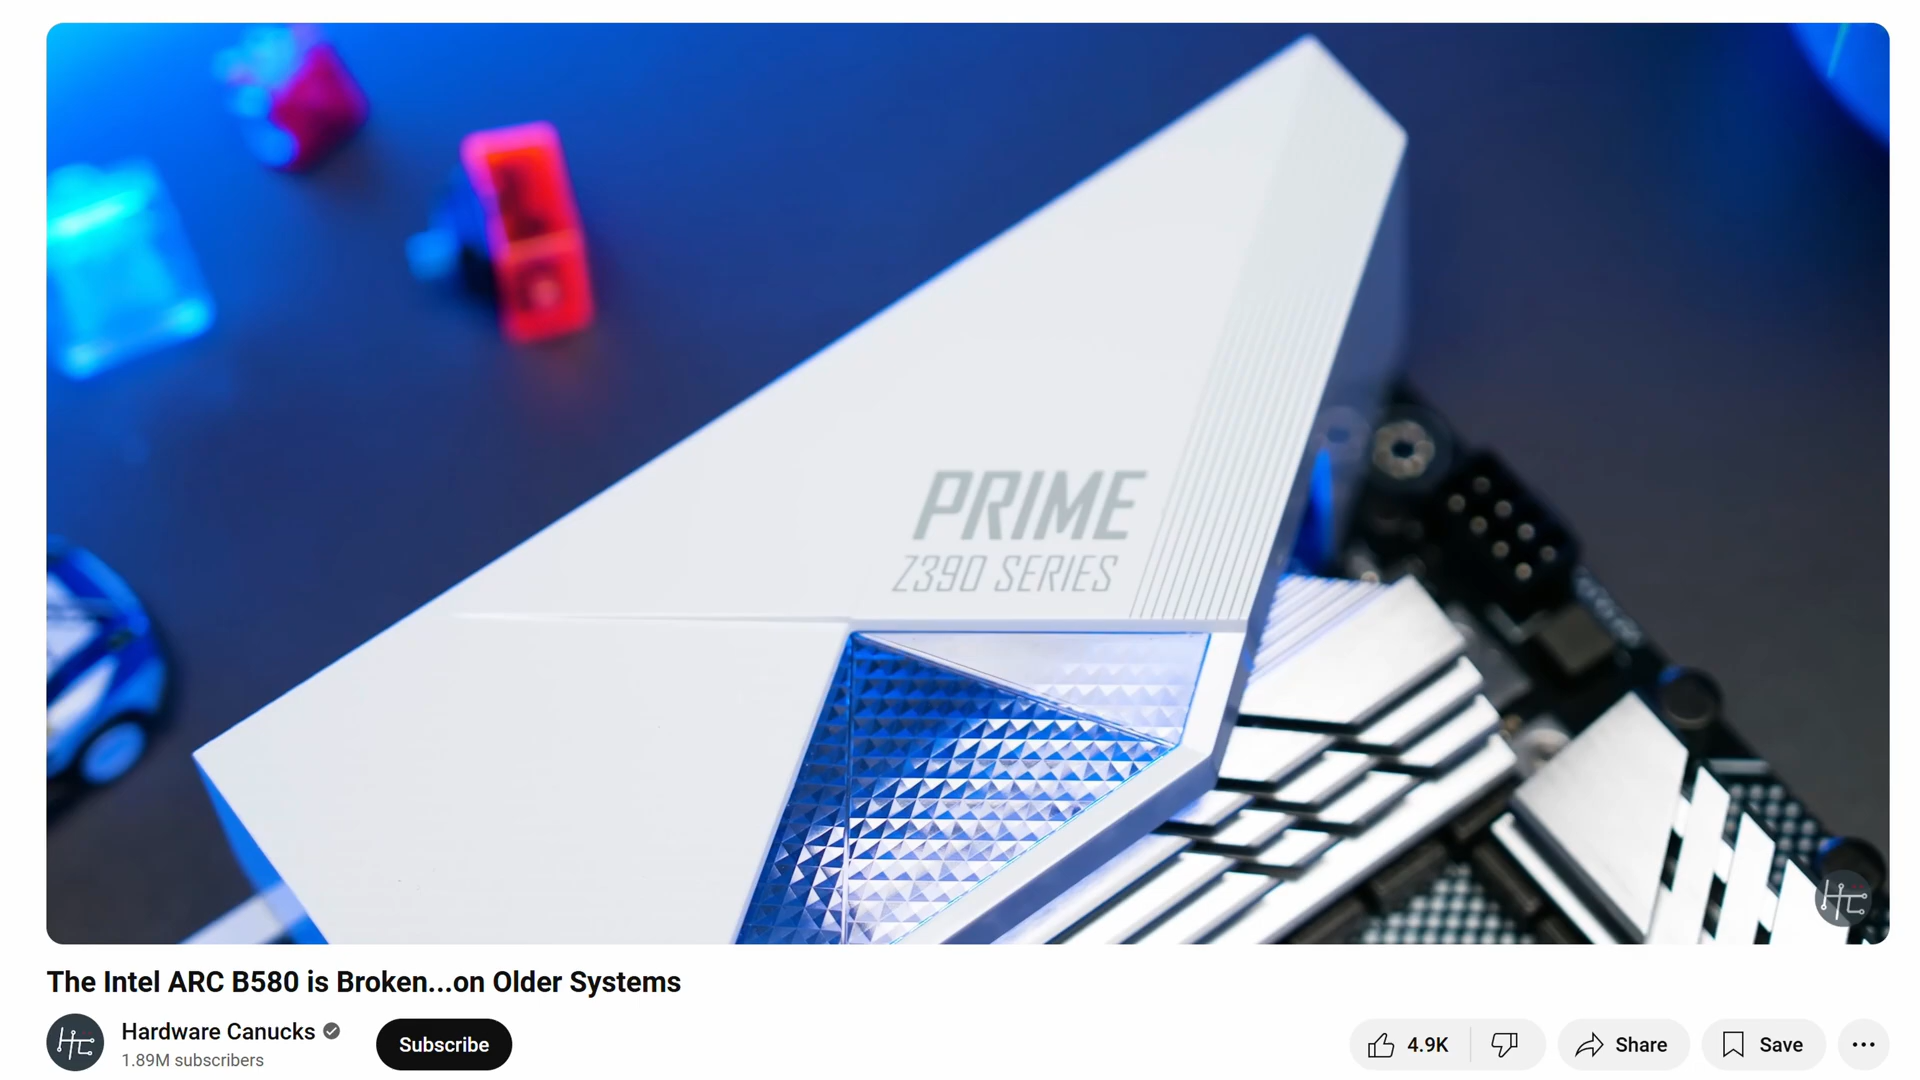 PRIME
Z390 SERIES
The Intel ARC B580 is Broken...on Older Systems
Hardware Canucks
1.89M subscribers
Subscribe
4.9K
Share
Save